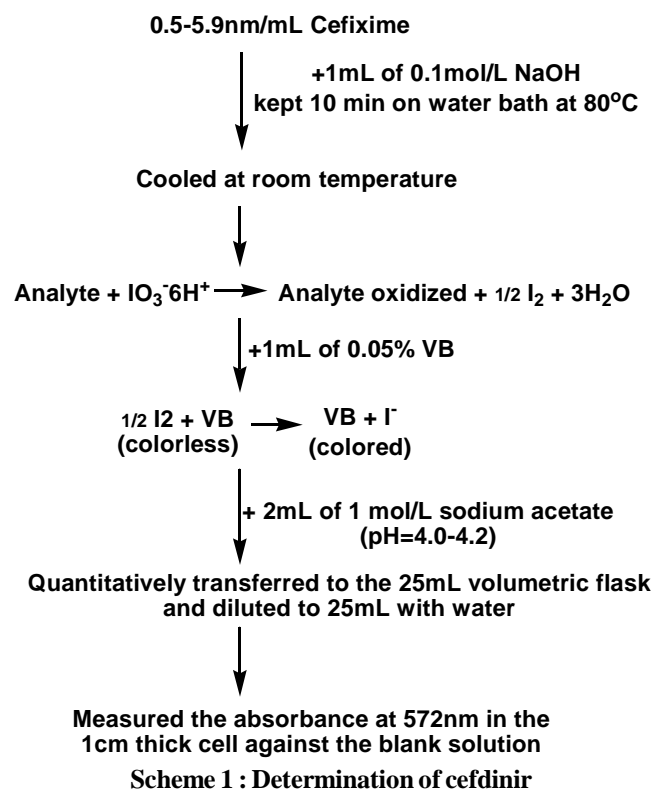 0.5-5.9nm/mL Cefixime
+1mL of 0.1mol/L NaOH
kept 10 min on water bath at 80°C
Cooled at room temperature
Analyte + IO₃⁻6H⁺ → Analyte oxidized + 1/2 I₂ + 3H₂O
+1mL of 0.05% VB
1/2 I2 + VB → VB + I⁻
(colorless) (colored)
+ 2mL of 1 mol/L sodium acetate
(pH=4.0-4.2)
Quantitatively transferred to the 25mL volumetric flask
and diluted to 25mL with water
Measured the absorbance at 572nm in the
1cm thick cell against the blank solution
Scheme 1 : Determination of cefdinir